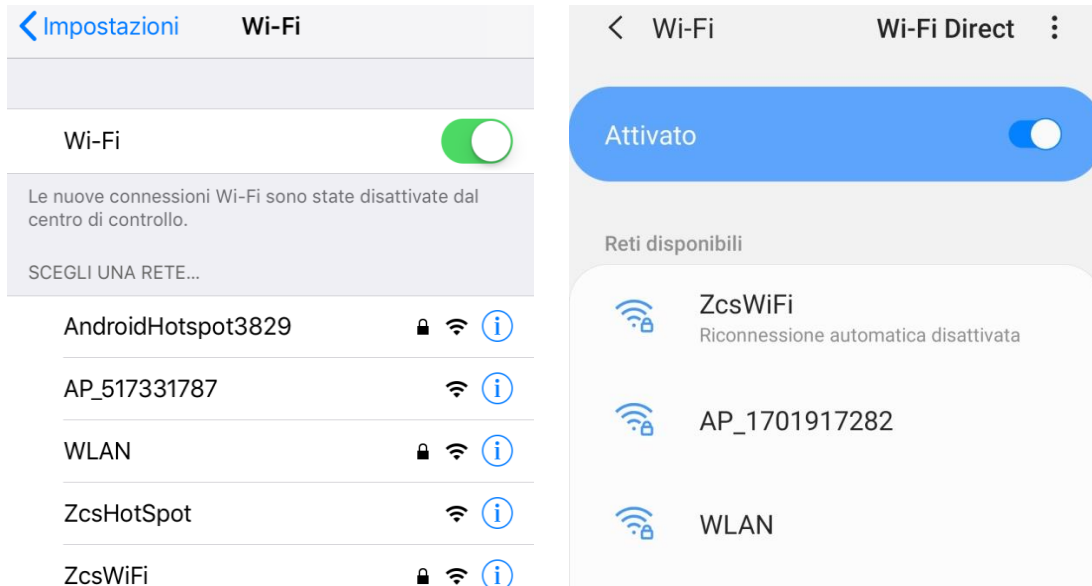 Impostazioni
Wi-Fi
Wi-Fi
Le nuove connessioni Wi-Fi sono state disattivate dal
centro di controllo.
SCEGLI UNA RETE...
AndroidHotspot3829
AP_517331787
WLAN
ZcsHotSpot
ZcsWiFi
Wi-Fi
Wi-Fi Direct
Attivato
Reti disponibili
ZcsWiFi
Riconnessione automatica disattivata
AP_1701917282
WLAN